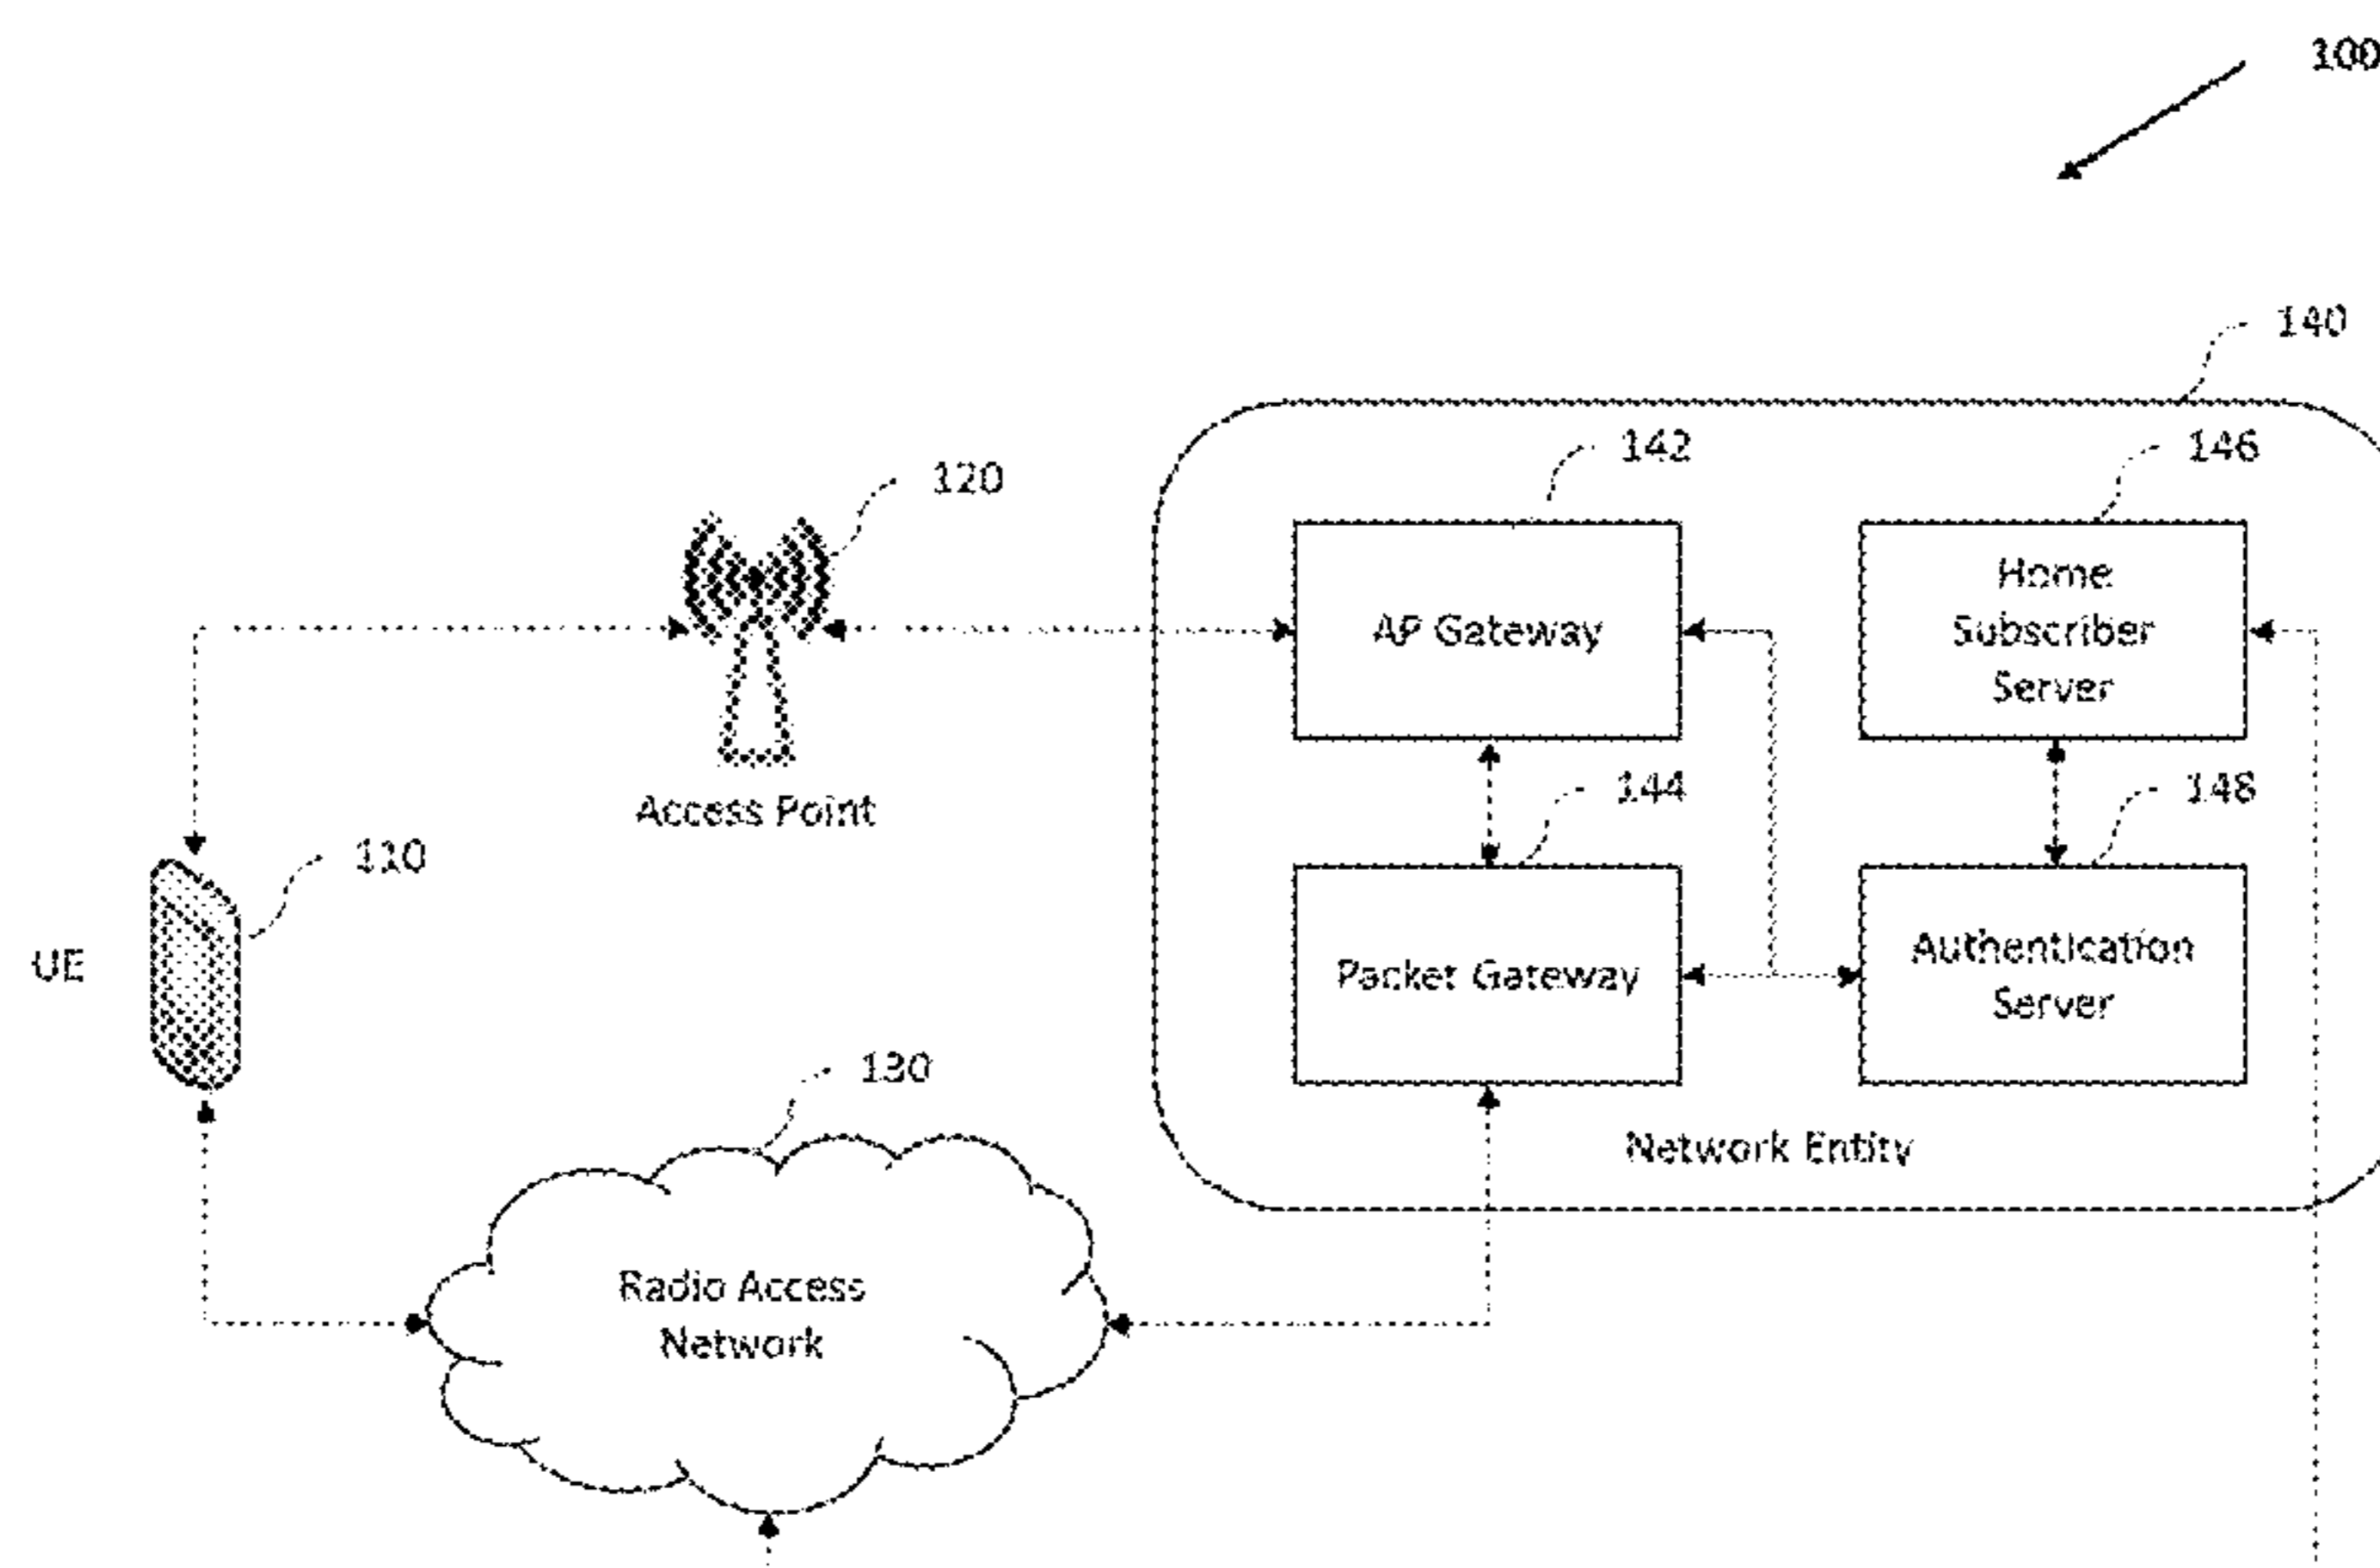 100
140
142
146
120
AP Gateway
Home
Subscriber
Server
Access Point
144
148
110
UE
Packet Gateway
Authentication
Server
130
Network Entity
Radio Access
Network